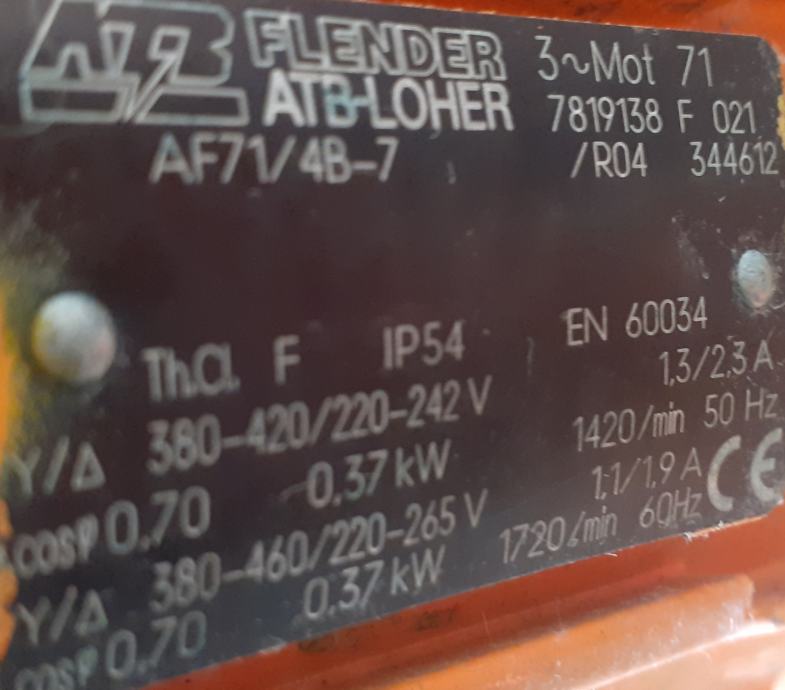 ATB FLENDER 3~Mot 71
ATB-LOHER 7819138 F 021
AF71/4B-7 /R04 344612
Th.Cl. F IP54 EN 60034
Y/Δ 380-420/220-242 V 1,3/2,3 A
cosφ 0,70 0,37 kW 1420/min 50 Hz
Y/Δ 380-460/220-265 V 1,1/1,9 A CE
cosφ 0,70 0,37 kW 1720/min 60Hz